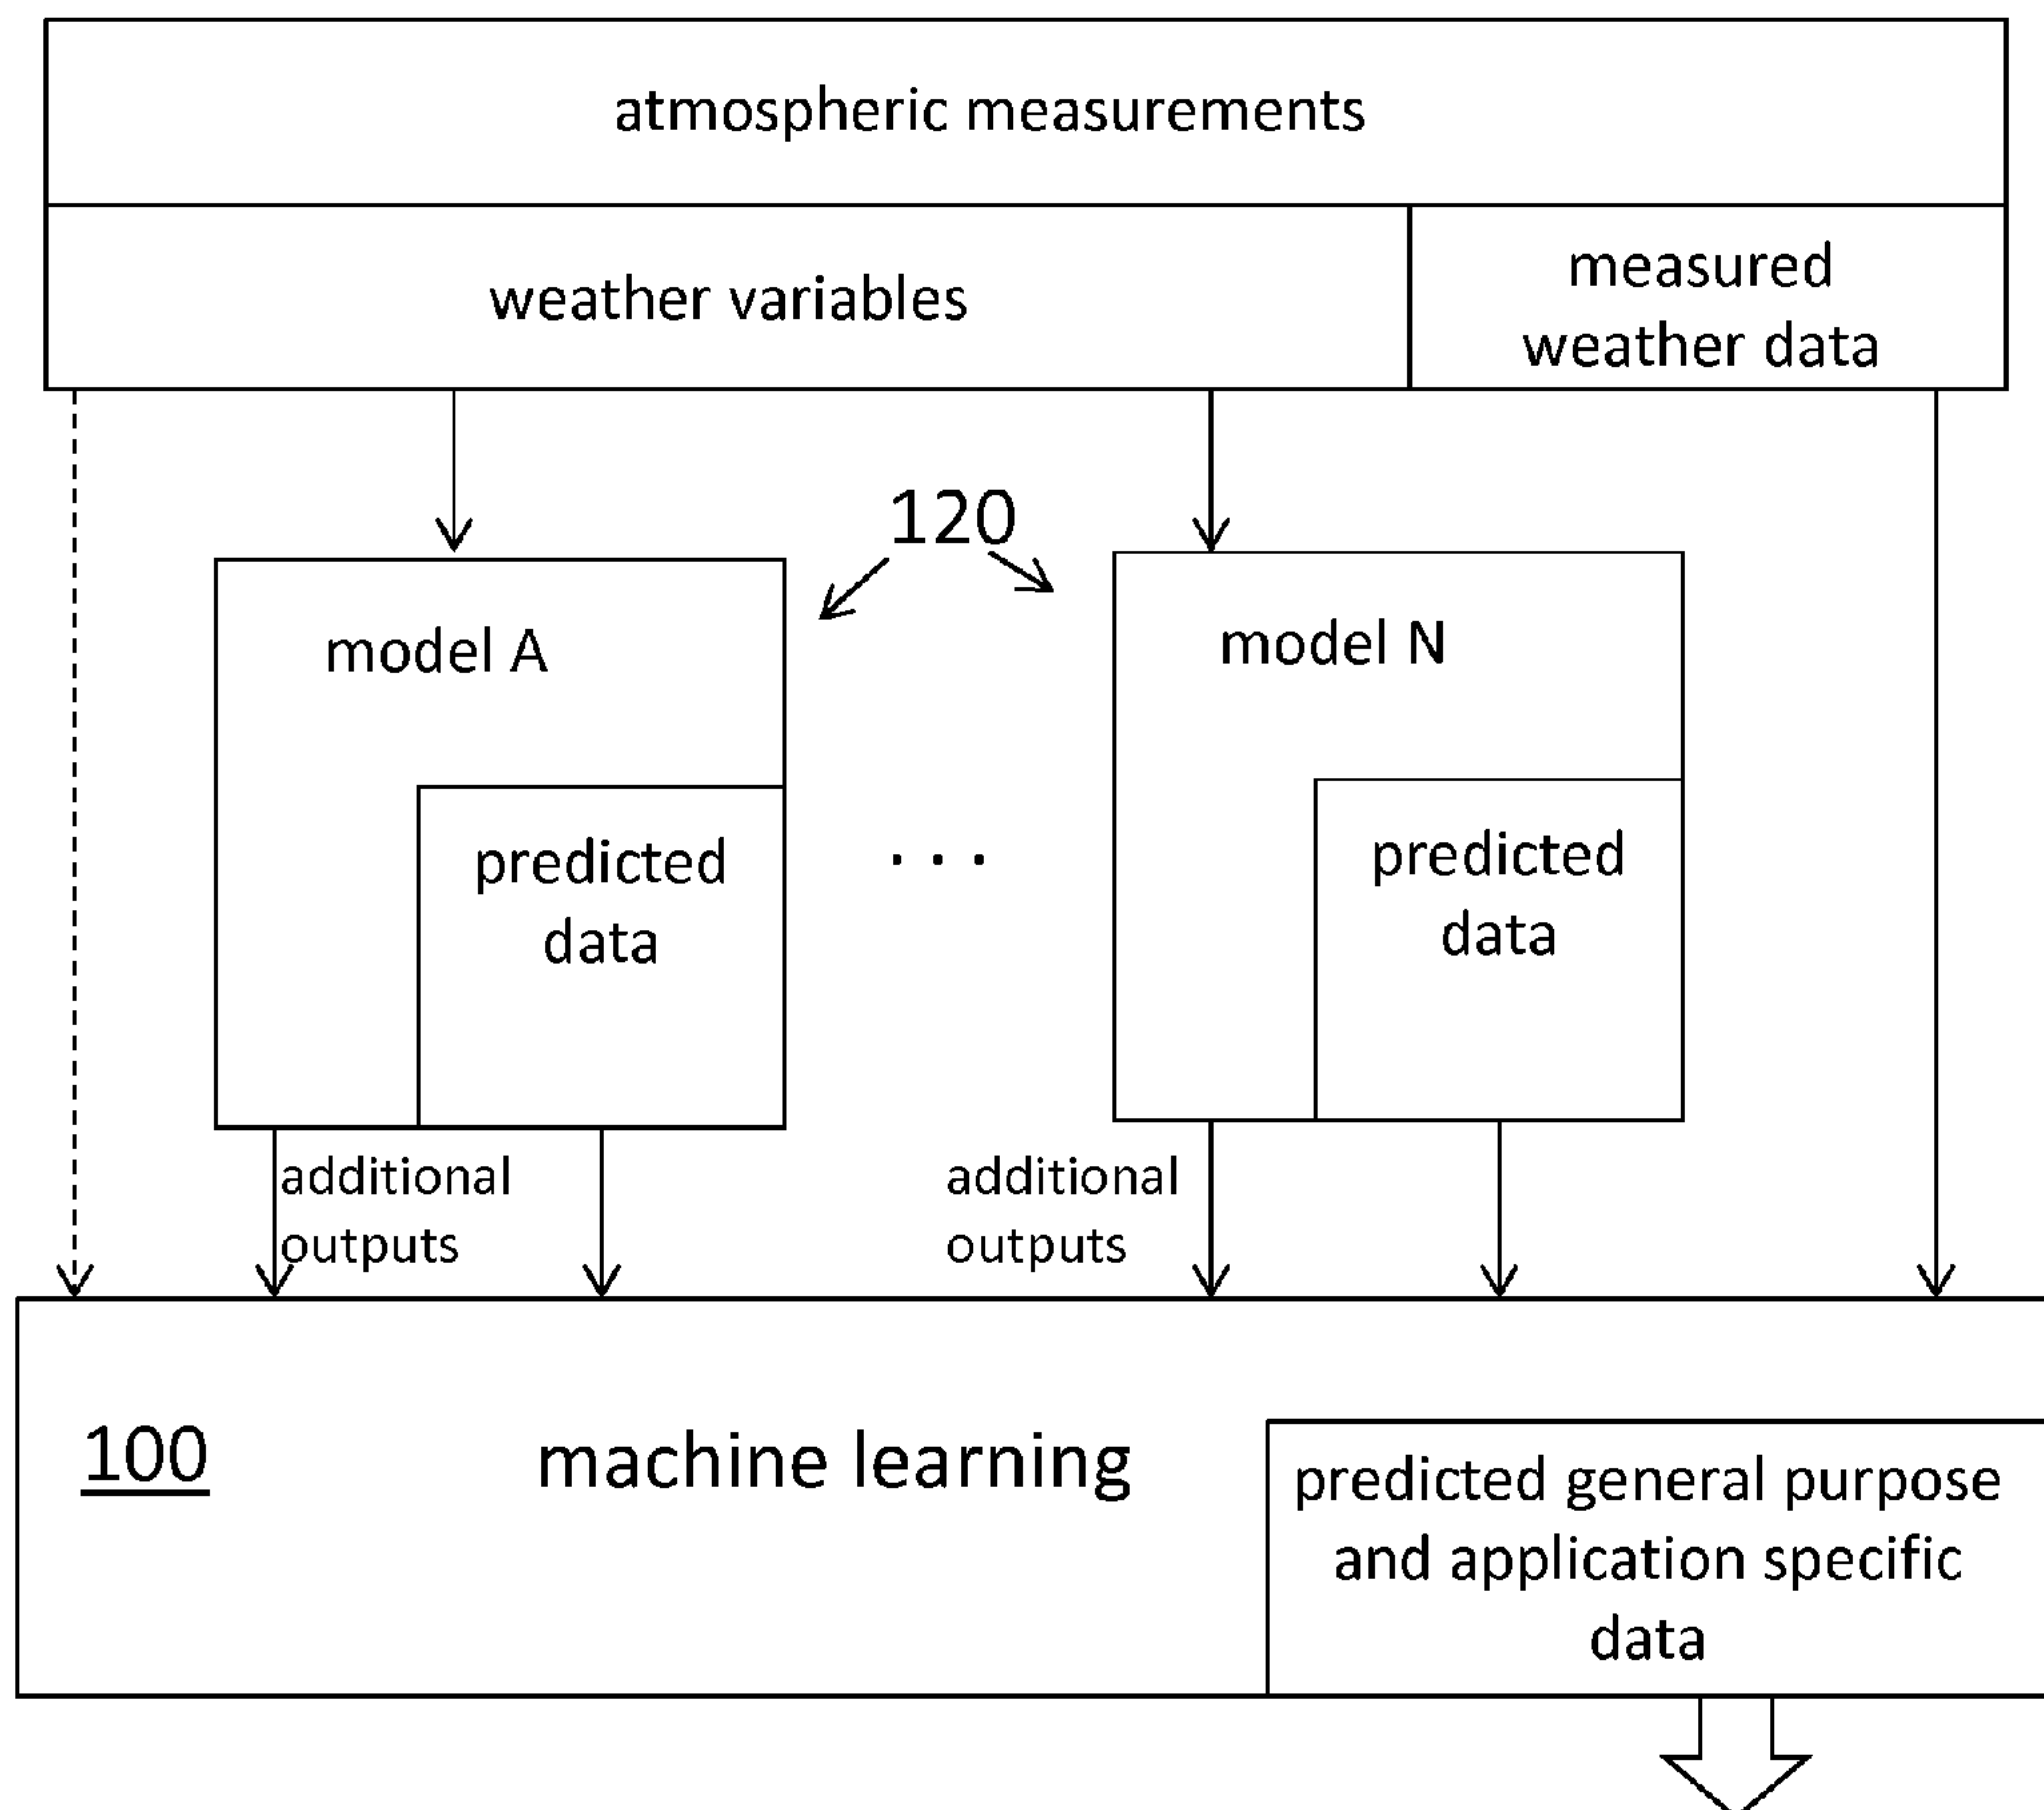 atmospheric measurements
weather variables
measured
weather data
120
model A
model N
predicted
data
. . .
predicted
data
additional
outputs
additional
outputs
100
machine learning
predicted general purpose
and application specific
data